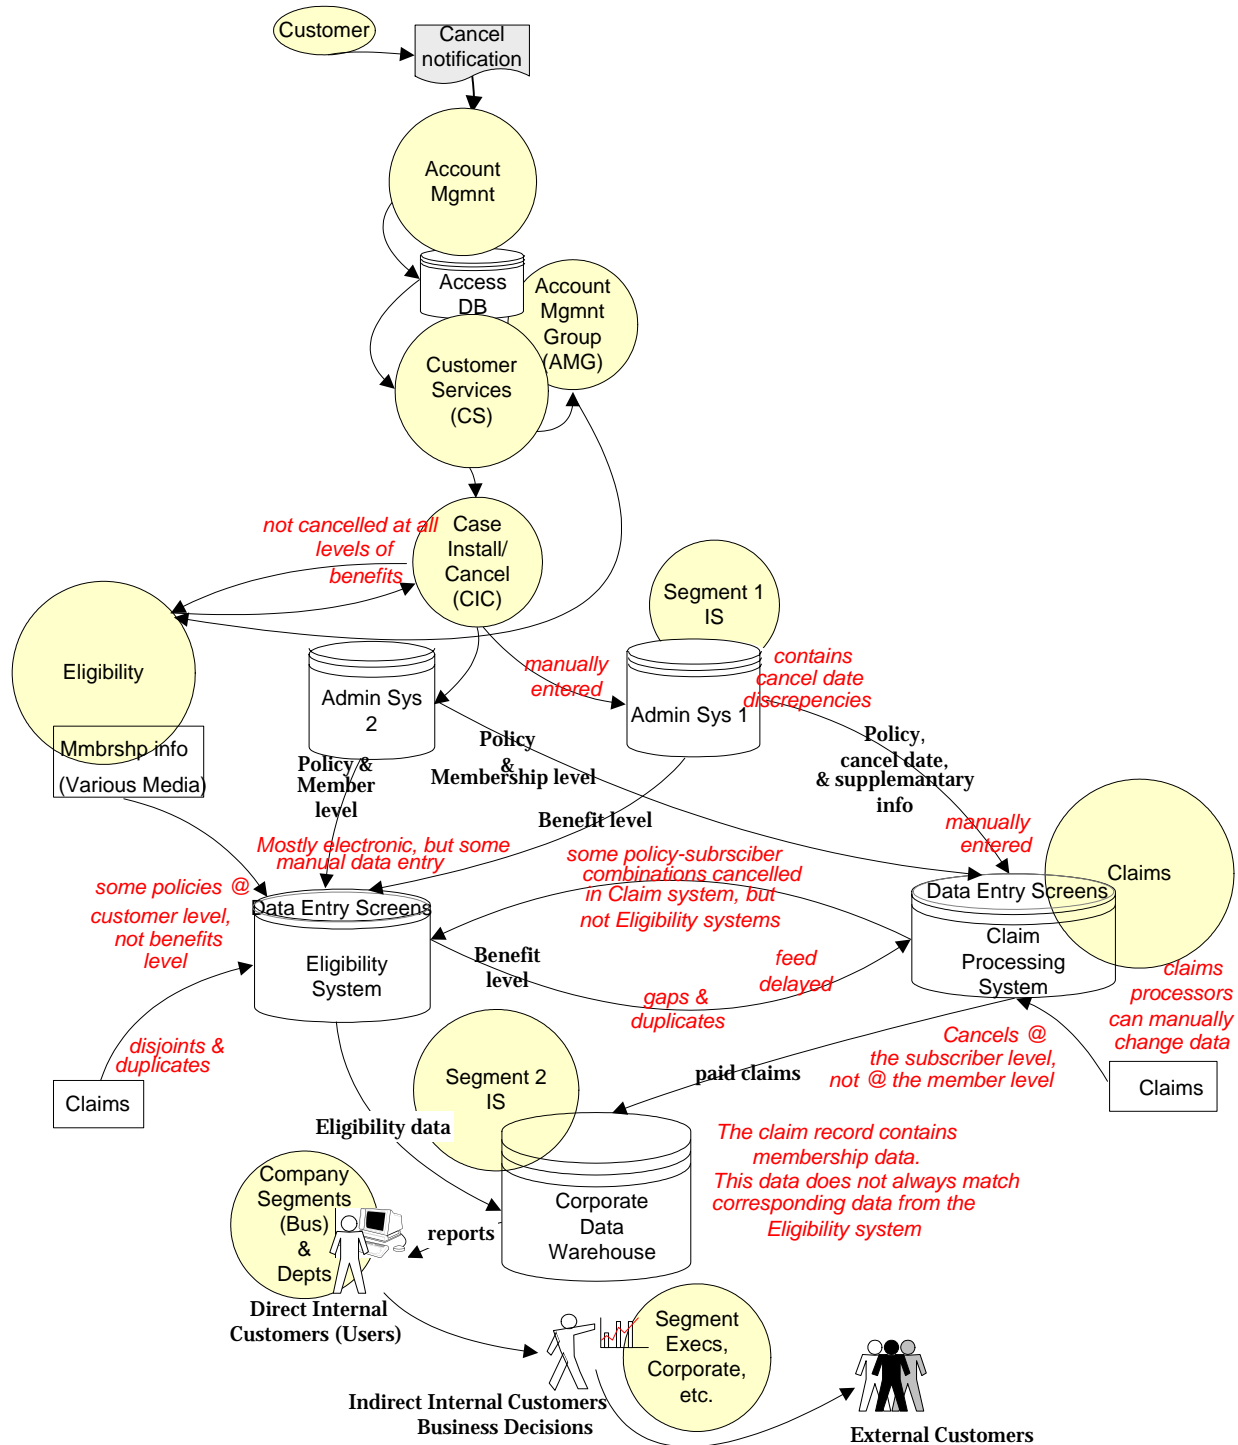 Customer
Cancel
notification
Account
Mgmnt
Access
DB
Account
Mgmnt
Group
(AMG)
Customer
Services
(CS)
not cancelled at all
levels of
benefits
Case
Install/
Cancel
(CIC)
Segment 1
IS
Eligibility
manually
entered
contains
cancel date
discrepencies
Admin Sys
2
Admin Sys 1
Mmbrshp info
(Various Media)
Policy &
Member
level
Policy
&
Membership level
Policy,
cancel date,
& supplemantary
info
Benefit level
manually
entered
Mostly electronic, but some
manual data entry
some policy-subrsciber
combinations cancelled
in Claim system, but
not Eligibility systems
Claims
some policies @
customer level,
not benefits
level
Data Entry Screens
Data Entry Screens
Eligibility
System
Benefit
level
feed
delayed
Claim
Processing
System
gaps &
duplicates
claims
processors
can manually
change data
disjoints &
duplicates
Cancels @
the subscriber level,
not @ the member level
Claims
Segment 2
IS
paid claims
Claims
Eligibility data
The claim record contains
membership data.
This data does not always match
corresponding data from the
Eligibility system
Company
Segments
(Bus)
&
Depts
reports
Corporate
Data
Warehouse
Direct Internal
Customers (Users)
Segment
Execs,
Corporate,
etc.
Indirect Internal Customers
Business Decisions
External Customers